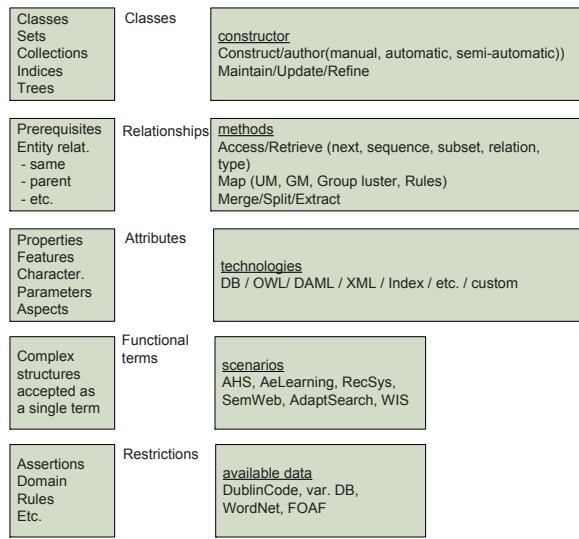 Classes
Sets
Collections
Indices
Trees
Classes
constructor
Construct/author(manual, automatic, semi-automatic))
Maintain/Update/Refine
Prerequisites
Entity relat.
- same
- parent
- etc.
Relationships
methods
Access/Retrieve (next, sequence, subset, relation,
type)
Map (UM, GM, Group luster, Rules)
Merge/Split/Extract
Properties
Features
Character.
Parameters
Aspects
Attributes
technologies
DB / OWL/ DAML / XML / Index / etc. / custom
Complex
structures
accepted as
a single term
Functional
terms
scenarios
AHS, AeLearning, RecSys,
SemWeb, AdaptSearch, WIS
Assertions
Domain
Rules
Etc.
Restrictions
available data
DublinCode, var. DB,
WordNet, FOAF